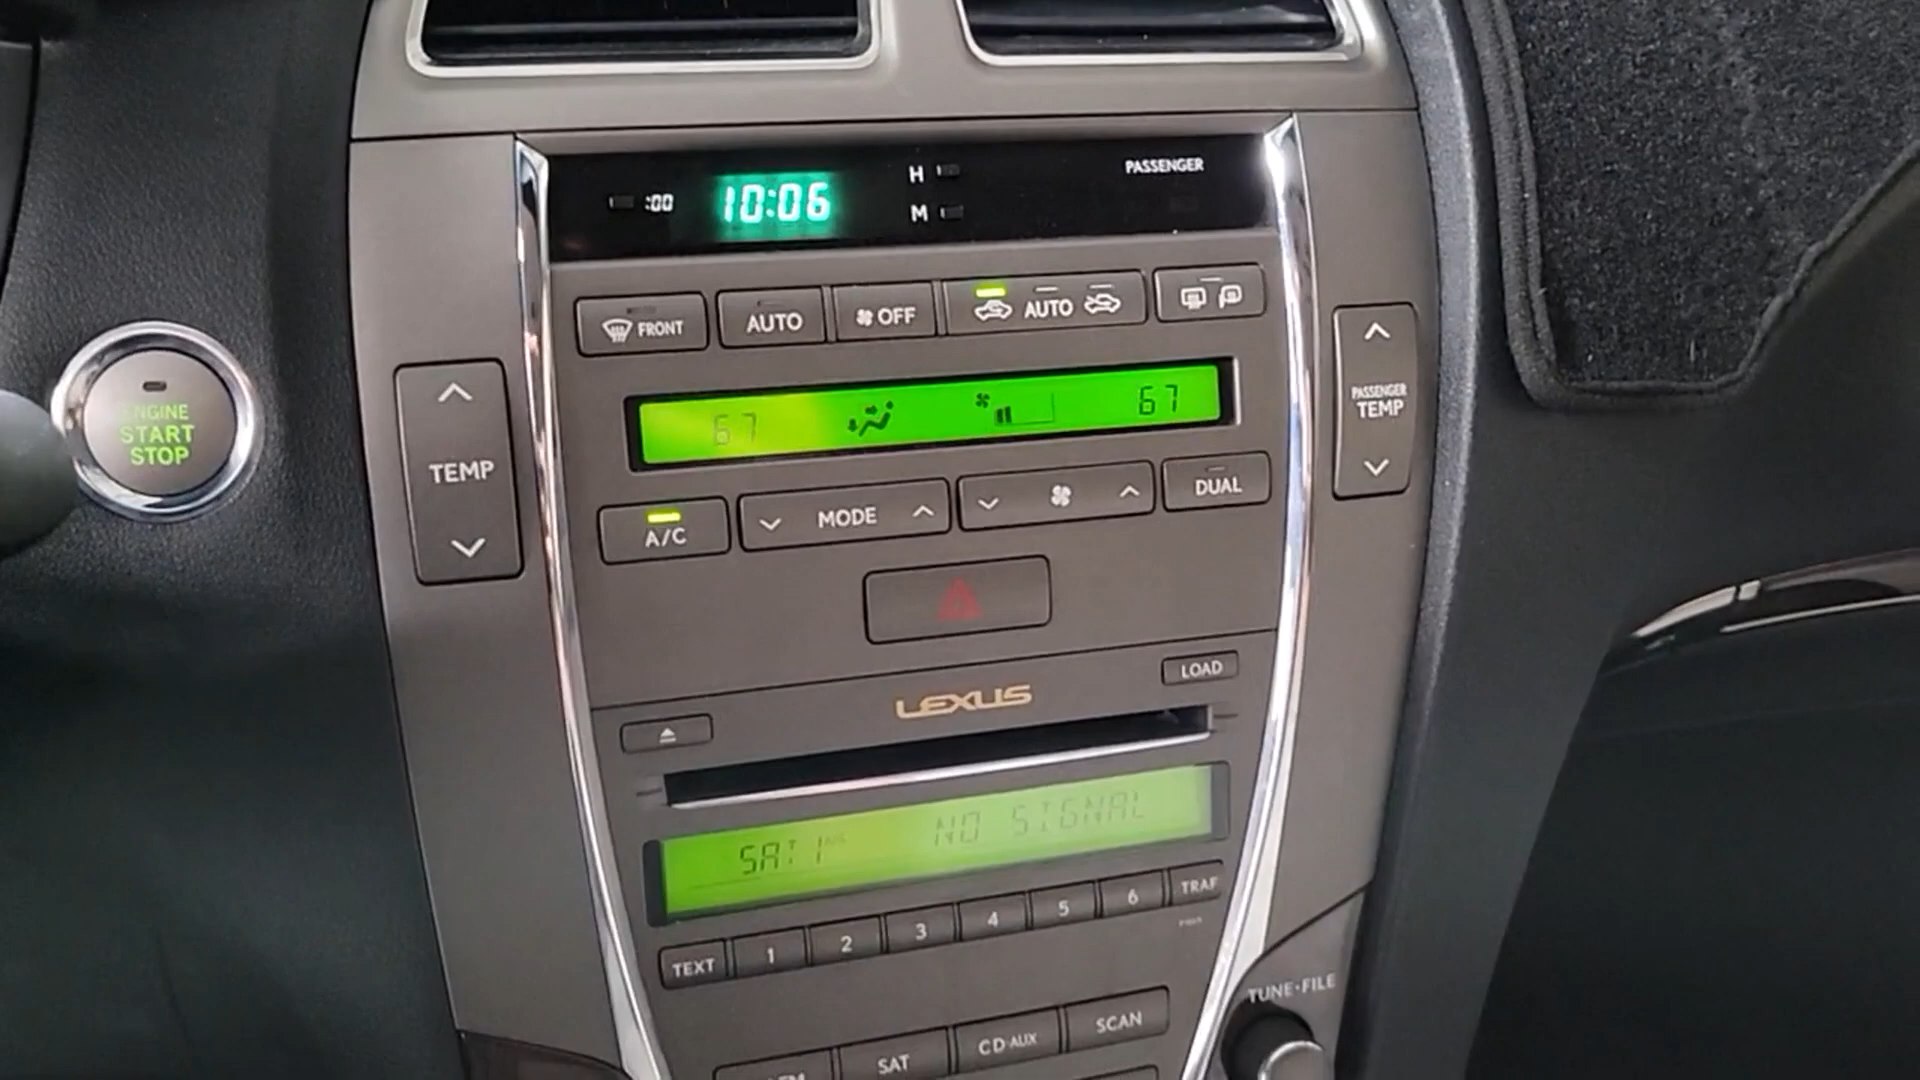 :00 10:06 H
M
PASSENGER
FRONT AUTO OFF AUTO
ENGINE
START
STOP
TEMP
67 67
PASSENGER
TEMP
A/C MODE DUAL
LOAD
LEXUS
SAT1 NO SIGNAL
TEXT 1 2 3 4 5 6 TRAF
TUNE·FILE
SAT CD AUX SCAN